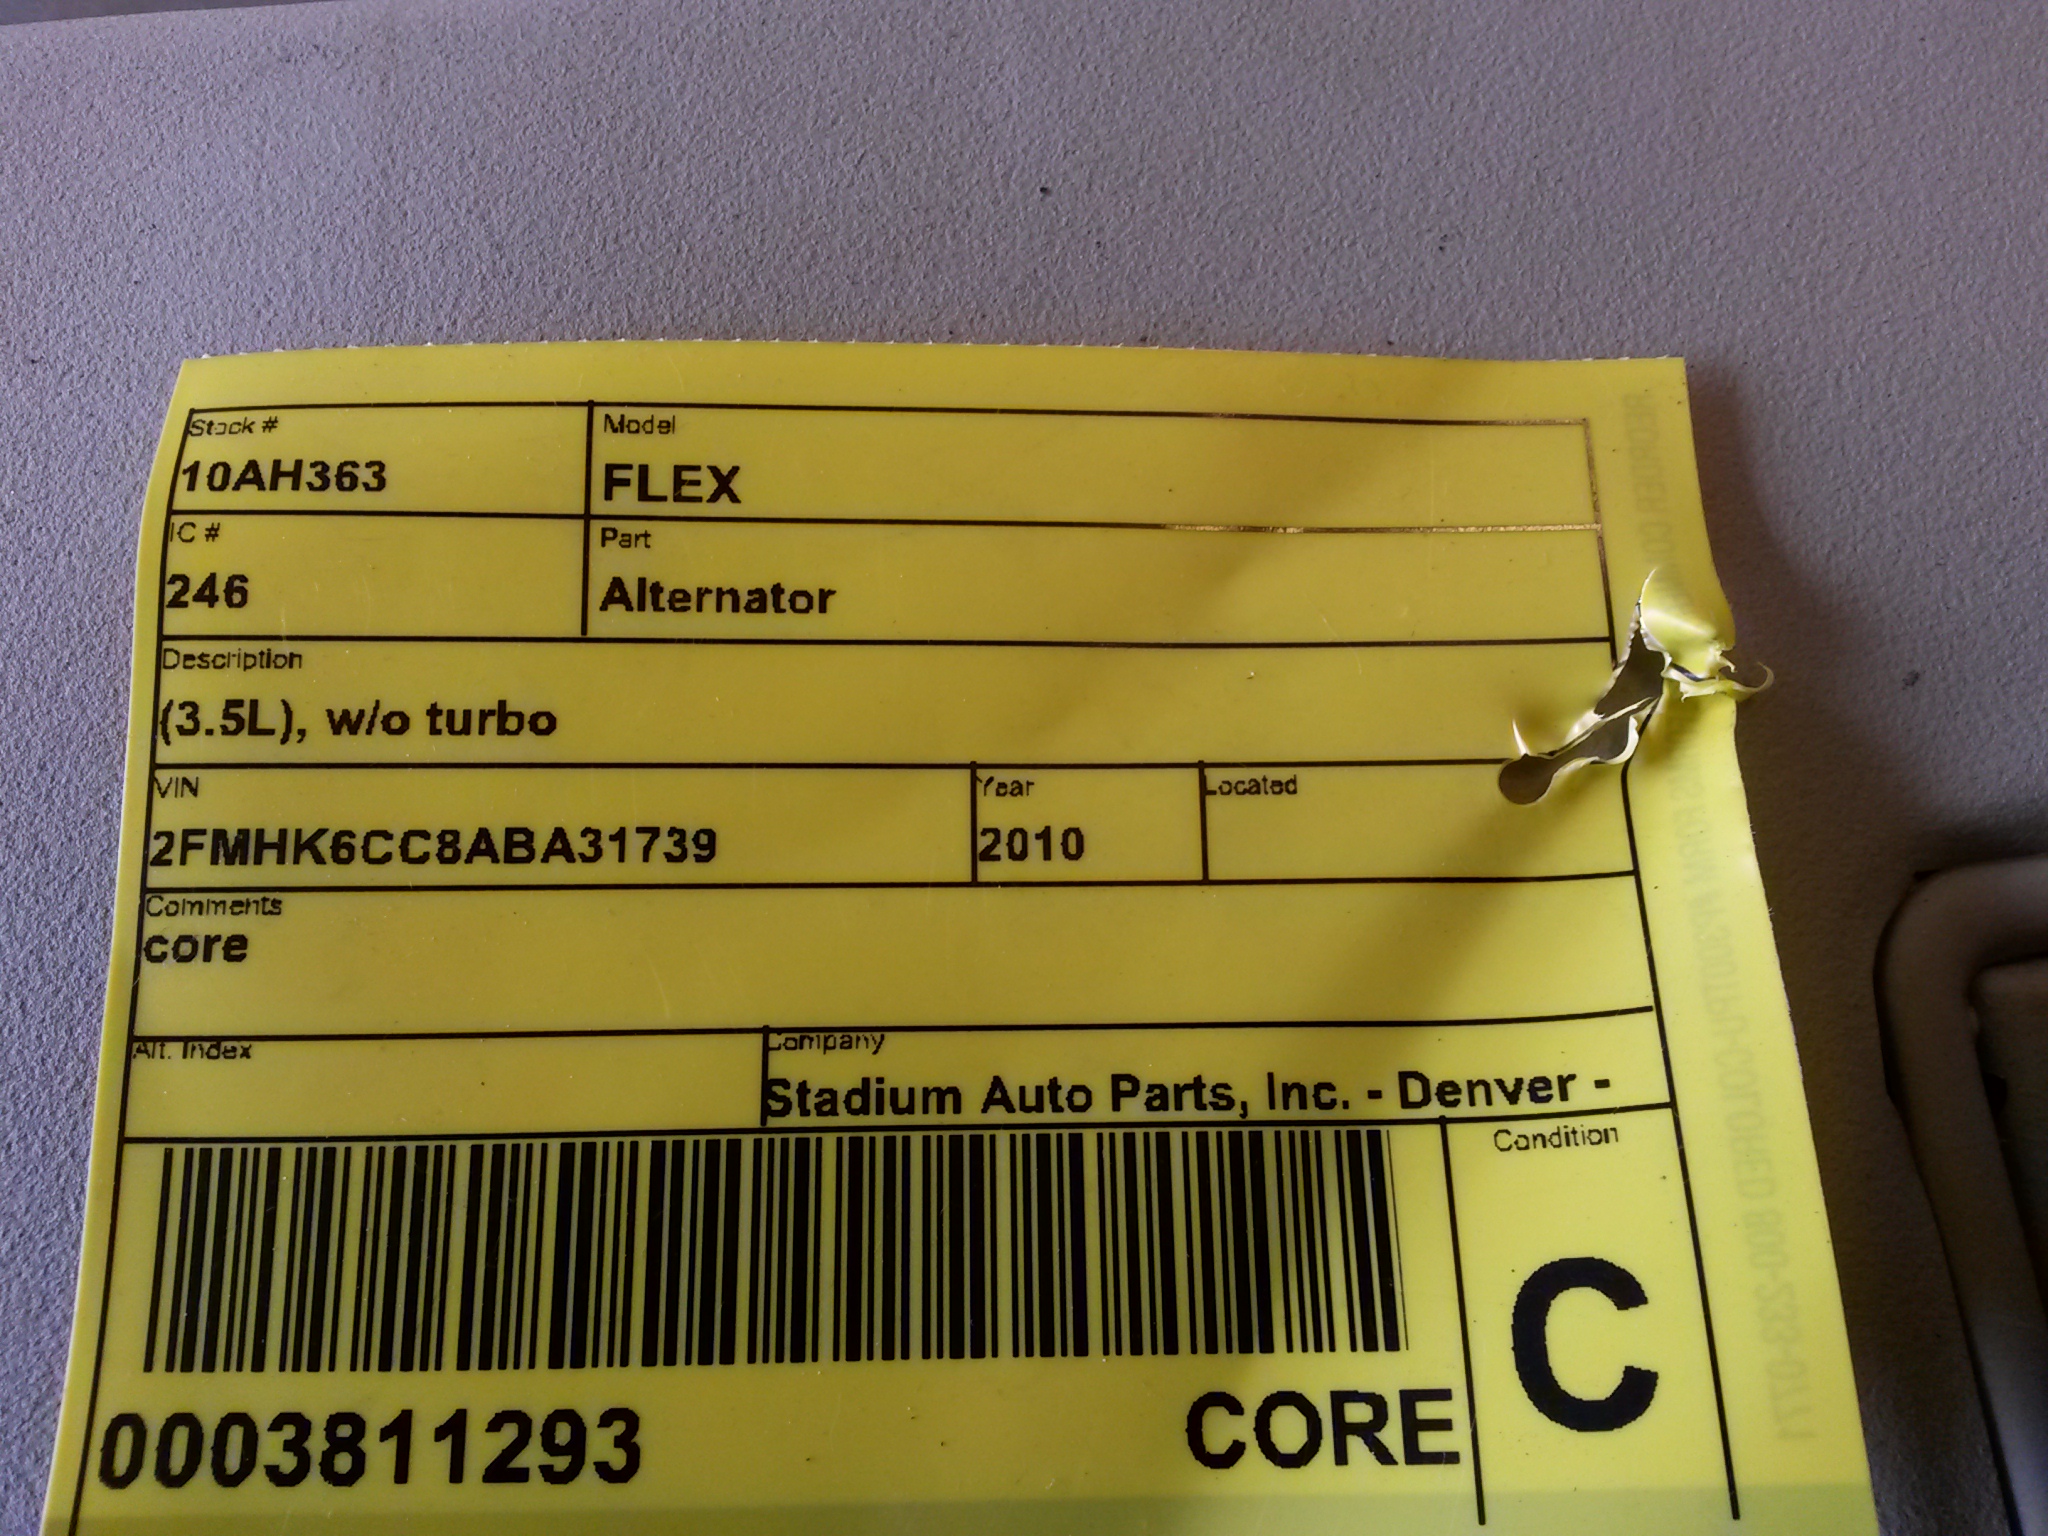 Stock #
Model
10AH363
FLEX
IC #
Part
246
Alternator
Description
(3.5L), w/o turbo
VIN
Year
Located
2FMHK6CC8ABA31739
2010
Comments
core
Alt. Index
Company
Stadium Auto Parts, Inc. - Denver -
Condition
C
0003811293
CORE